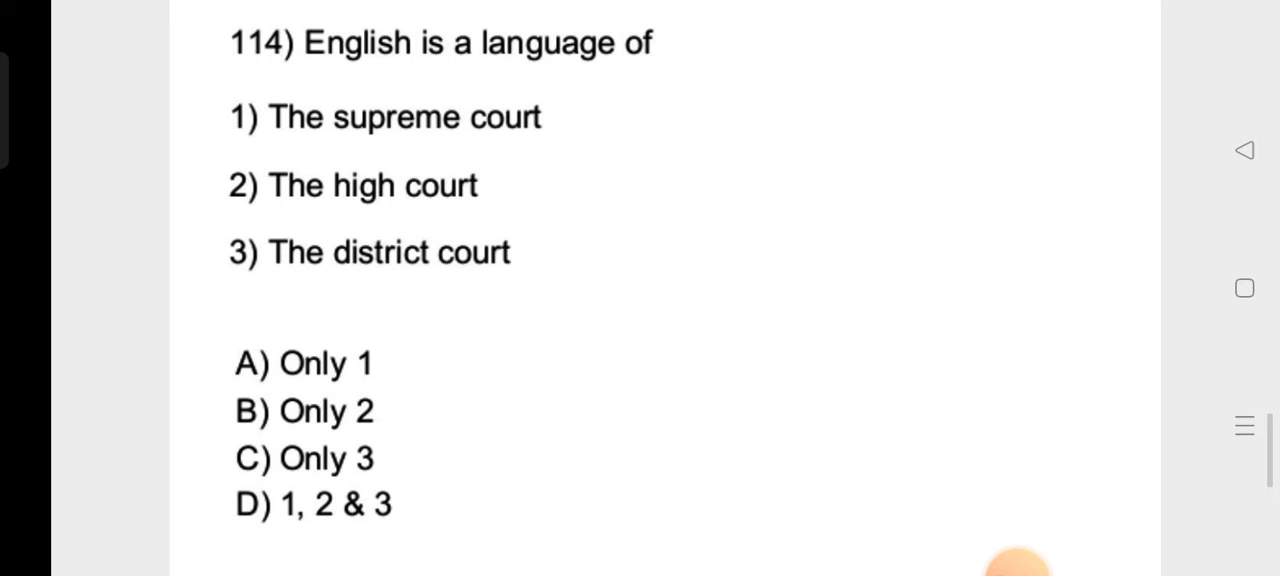 114) English is a language of
1) The supreme court
2) The high court
3) The district court
A) Only 1
B) Only 2
C) Only 3
D) 1, 2 & 3